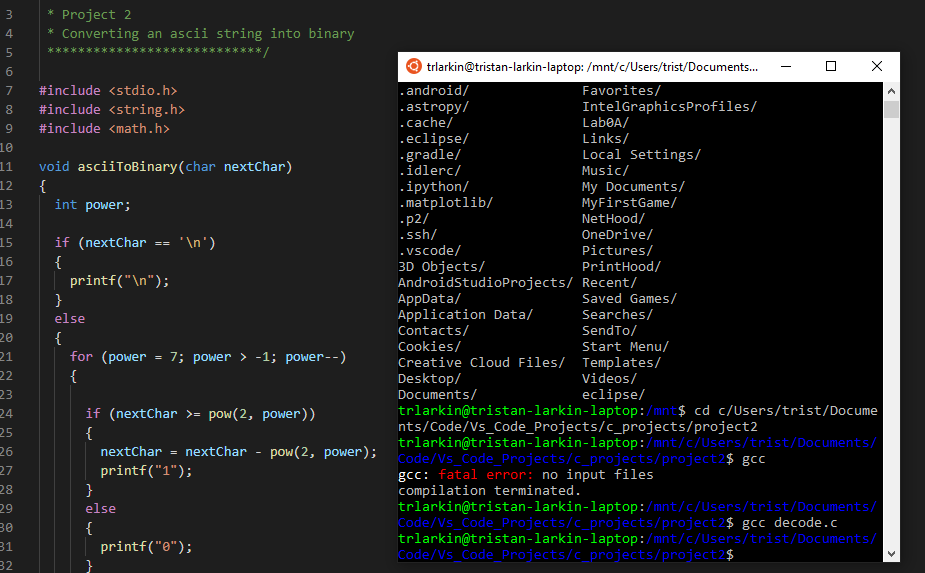 3 * Project 2
4 * Converting an ascii string into binary
5 ****************************/
6
7 #include <stdio.h>
8 #include <string.h>
9 #include <math.h>
10
11 void asciiToBinary(char nextChar)
12 {
13 int power;
14
15 if (nextChar == '\n')
16 {
17 printf("\n");
18 }
19 else
20 {
21 for (power = 7; power > -1; power--)
22 {
23
24 if (nextChar >= pow(2, power))
25 {
26 nextChar = nextChar - pow(2, power);
27 printf("1");
28 }
29 else
30 {
31 printf("0");
32 }
trlarkin@tristan-larkin-laptop: /mnt/c/Users/trist/Documents...
.android/ Favorites/
.astropy/ IntelGraphicsProfiles/
.cache/ Lab0A/
.eclipse/ Links/
.gradle/ Local Settings/
.idlerc/ Music/
.ipython/ My Documents/
.matplotlib/ MyFirstGame/
.p2/ NetHood/
.ssh/ OneDrive/
.vscode/ Pictures/
3D Objects/ PrintHood/
AndroidStudioProjects/ Recent/
AppData/ Saved Games/
Application Data/ Searches/
Contacts/ SendTo/
Cookies/ Start Menu/
Creative Cloud Files/ Templates/
Desktop/ Videos/
Documents/ eclipse/
trlarkin@tristan-larkin-laptop:/mnt$ cd c/Users/trist/Docume
nts/Code/Vs_Code_Projects/c_projects/project2
trlarkin@tristan-larkin-laptop:/mnt/c/Users/trist/Documents/
Code/Vs_Code_Projects/c_projects/project2$ gcc
gcc: fatal error: no input files
compilation terminated.
trlarkin@tristan-larkin-laptop:/mnt/c/Users/trist/Documents/
Code/Vs_Code_Projects/c_projects/project2$ gcc decode.c
trlarkin@tristan-larkin-laptop:/mnt/c/Users/trist/Documents/
Code/Vs_Code_Projects/c_projects/project2$